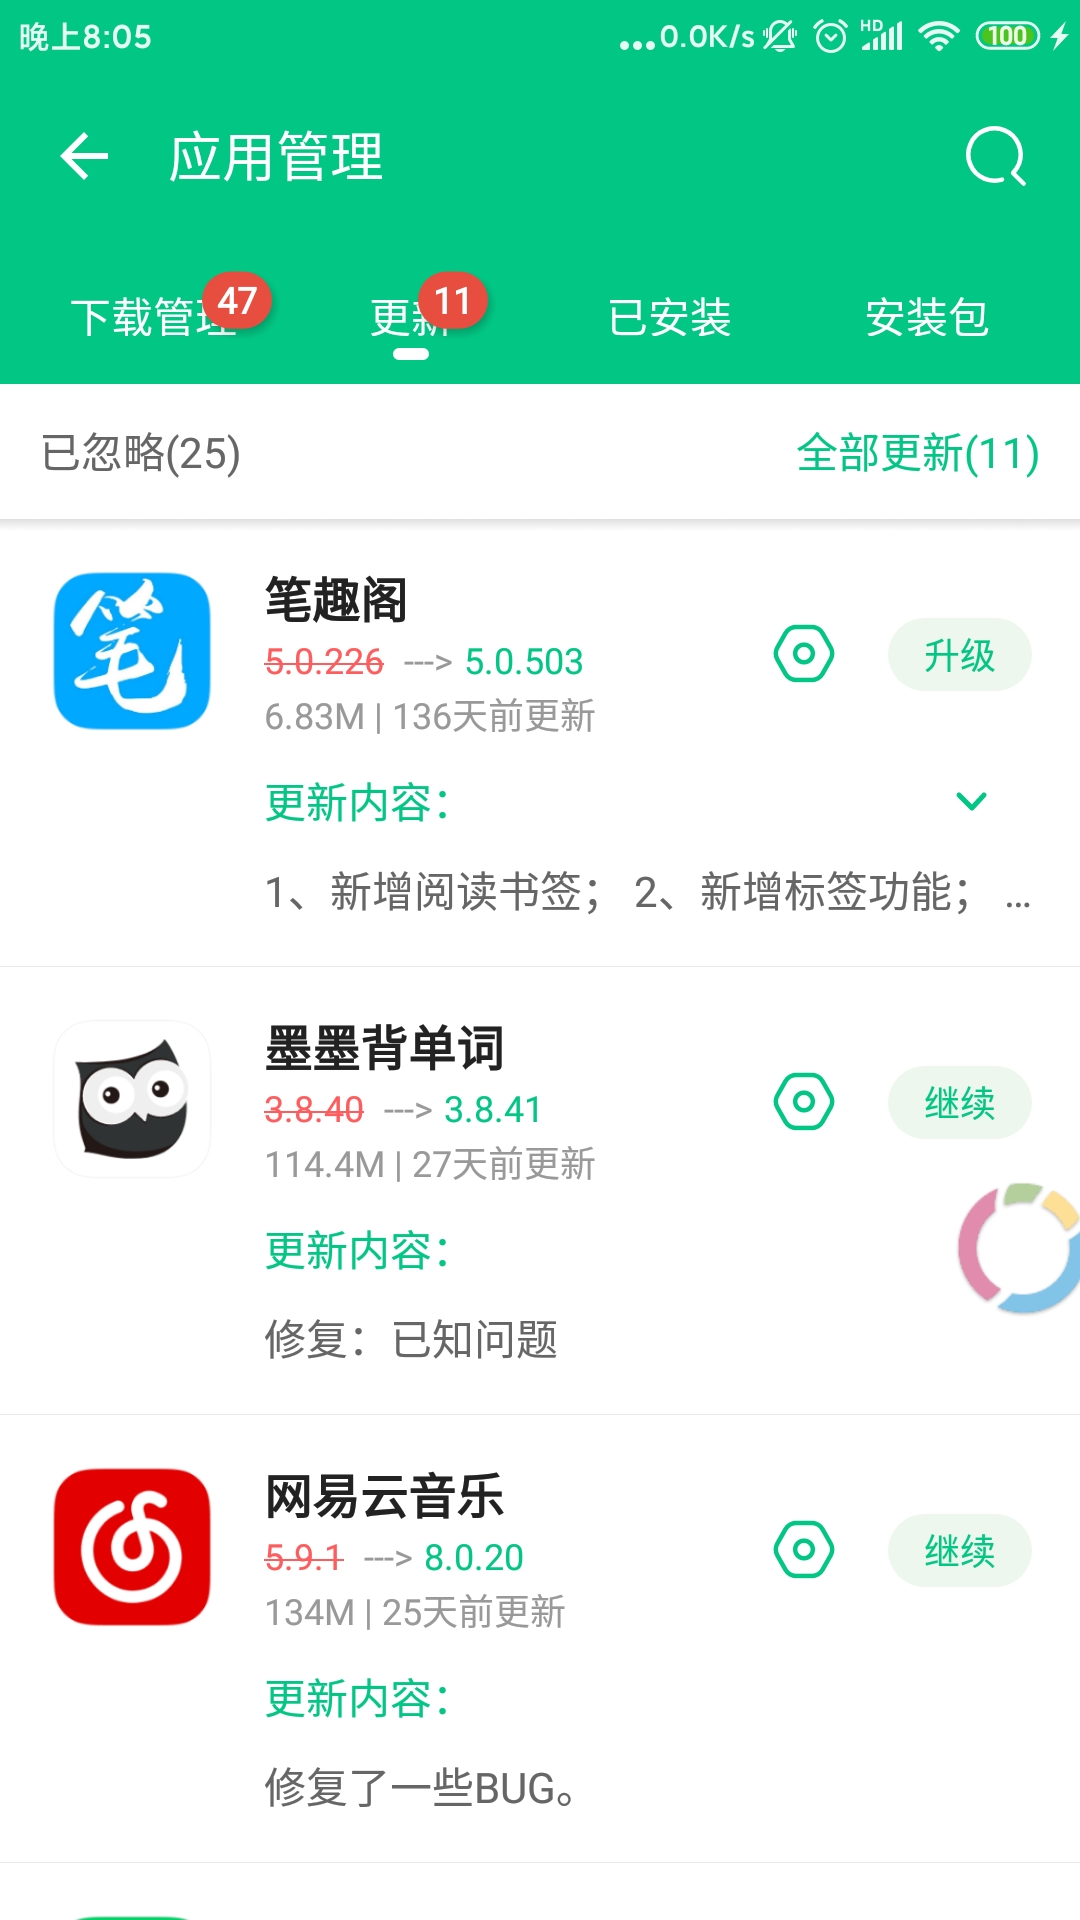 晚上8:05
...0.0K/s HD 100
应用管理
下载管理 47 更新 11 已安装 安装包
已忽略(25) 全部更新(11)
笔
笔趣阁
5.0.226 ---> 5.0.503
升级
6.83M | 136天前更新
更新内容：
1、新增阅读书签； 2、新增标签功能； ...
墨墨背单词
3.8.40 ---> 3.8.41
继续
114.4M | 27天前更新
更新内容：
修复：已知问题
网易云音乐
5.9.1 ---> 8.0.20
继续
134M | 25天前更新
更新内容：
修复了一些BUG。